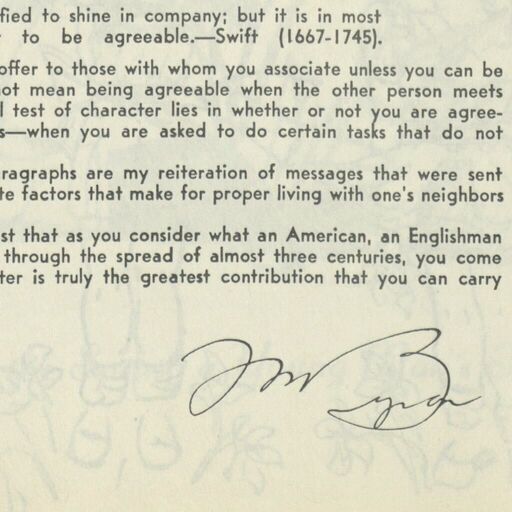 fied to shine in company; but it is in most
to be agreeable.—Swift (1667-1745).
offer to those with whom you associate unless you can be
ot mean being agreeable when the other person meets
l test of character lies in whether or not you are agree-
s—when you are asked to do certain tasks that do not
ragraphs are my reiteration of messages that were sent
te factors that make for proper living with one's neighbors
st that as you consider what an American, an Englishman
through the spread of almost three centuries, you come
ter is truly the greatest contribution that you can carry